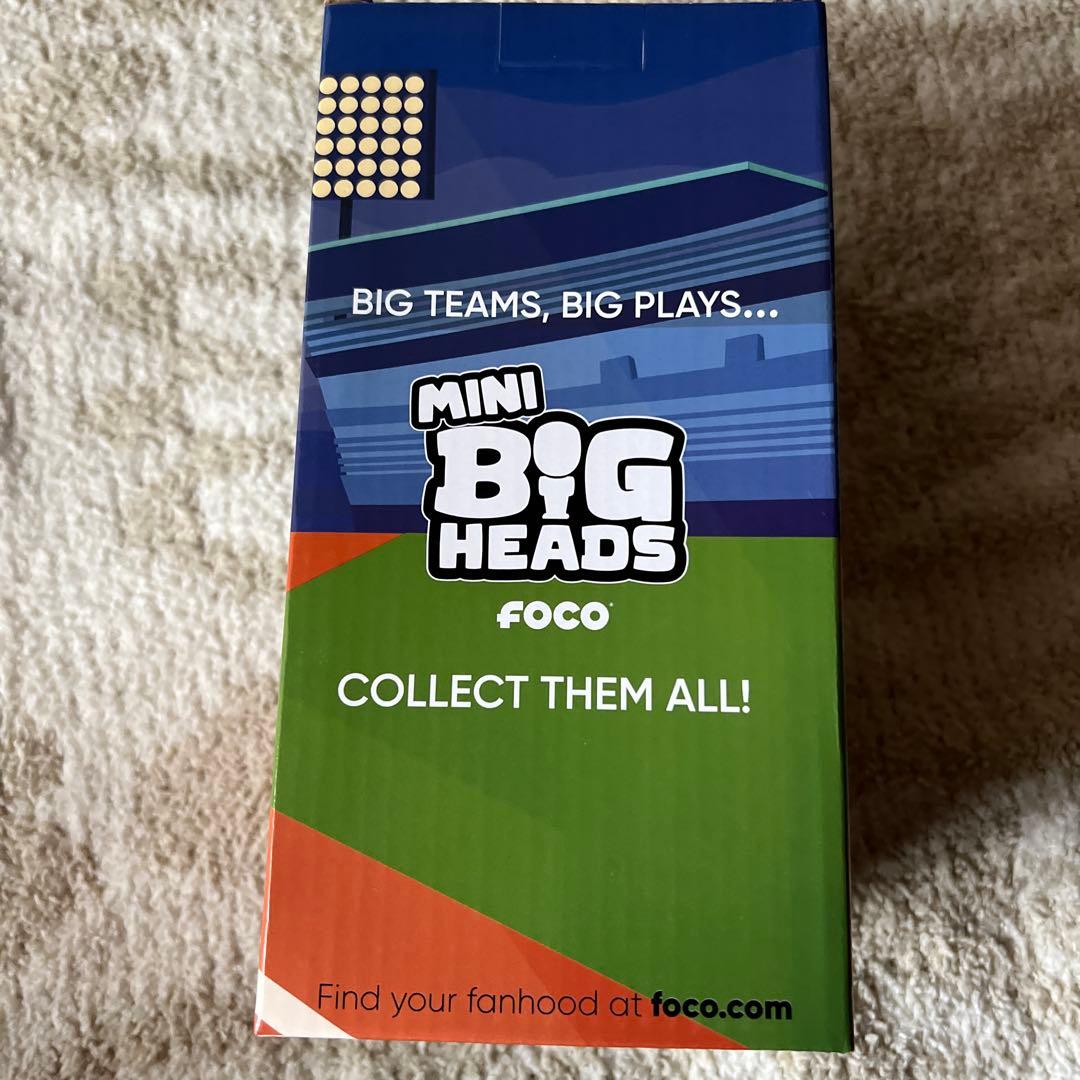 BIG TEAMS, BIG PLAYS...
MINI
BIG
HEADS
FOCO
COLLECT THEM ALL!
Find your fanhood at foco.com